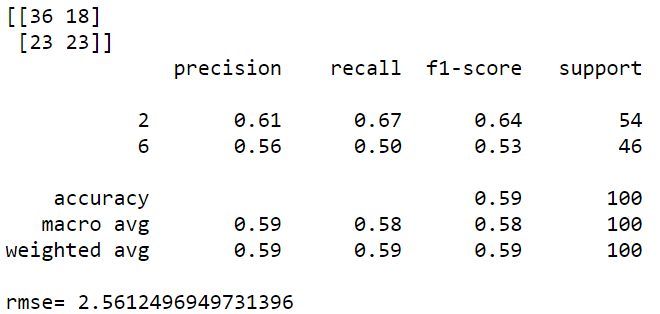 [[36 18]
[23 23]]
precision recall f1-score support
2 0.61 0.67 0.64 54
6 0.56 0.50 0.53 46
accuracy 0.59 100
macro avg 0.59 0.58 0.58 100
weighted avg 0.59 0.59 0.59 100
rmse= 2.5612496949731396